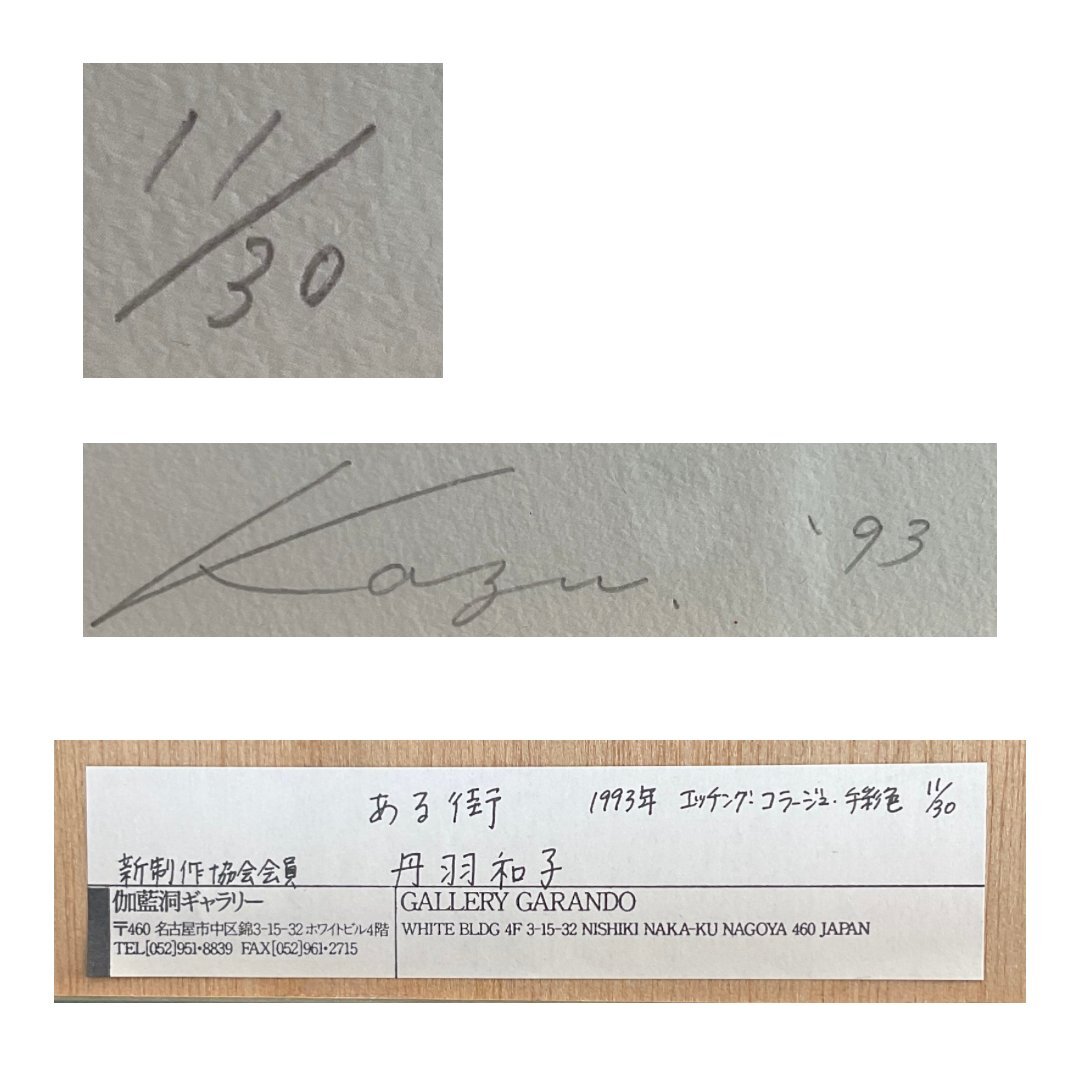 11/30
Kazu. '93
ある街 1993年 エッチング・コラージュ・手彩色 11/30
新制作協会会員 丹羽和子
伽藍洞ギャラリー GALLERY GARANDO
〒460 名古屋市中区錦3-15-32 ホワイトビル4階 WHITE BLDG 4F 3-15-32 NISHIKI NAKA-KU NAGOYA 460 JAPAN
TEL[052]951•8839 FAX[052]961•2715